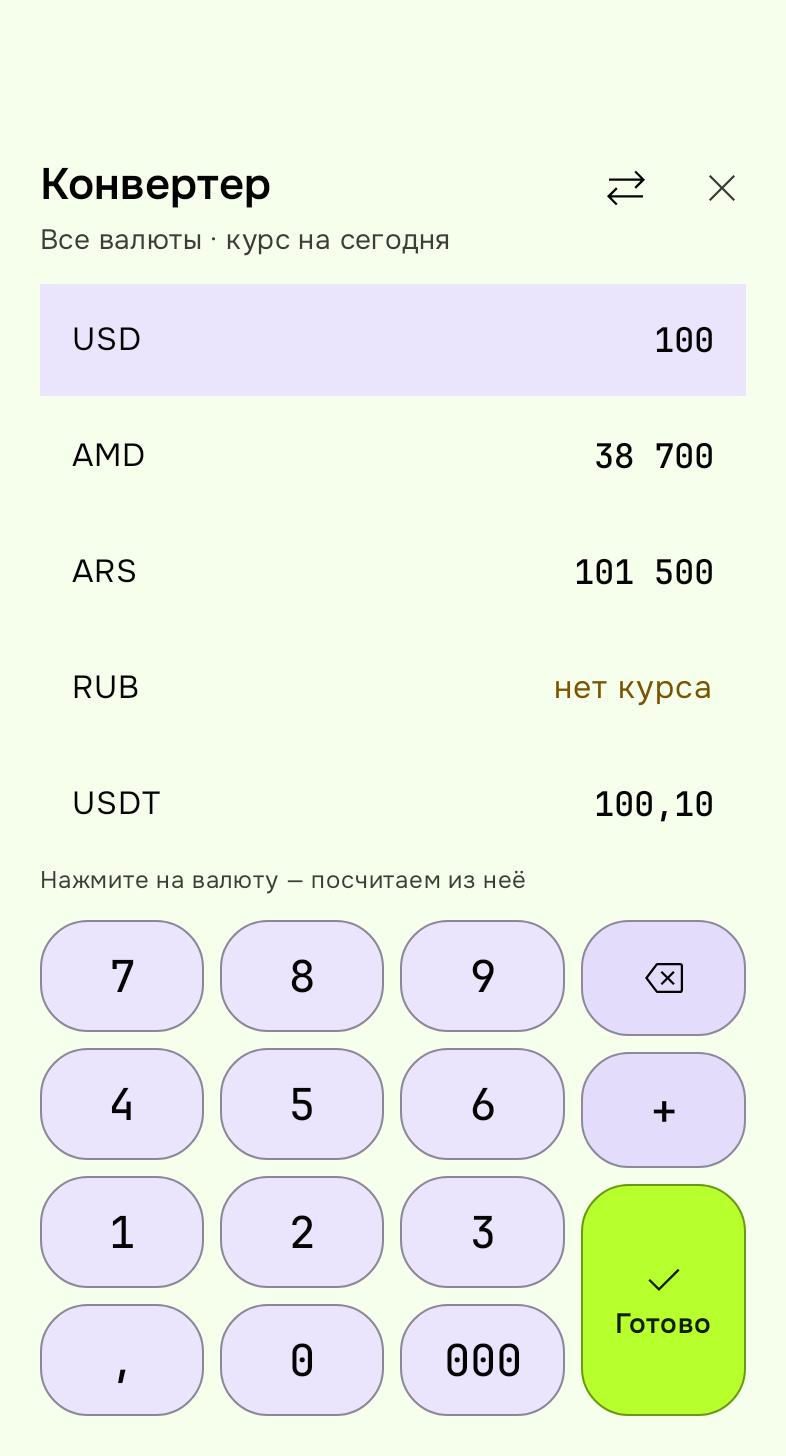 Конвертер
Все валюты · курс на сегодня
USD 100
AMD 38 700
ARS 101 500
RUB нет курса
USDT 100,10
Нажмите на валюту — посчитаем из неё
7 8 9
4 5 6 +
1 2 3
Готово
, 0 000